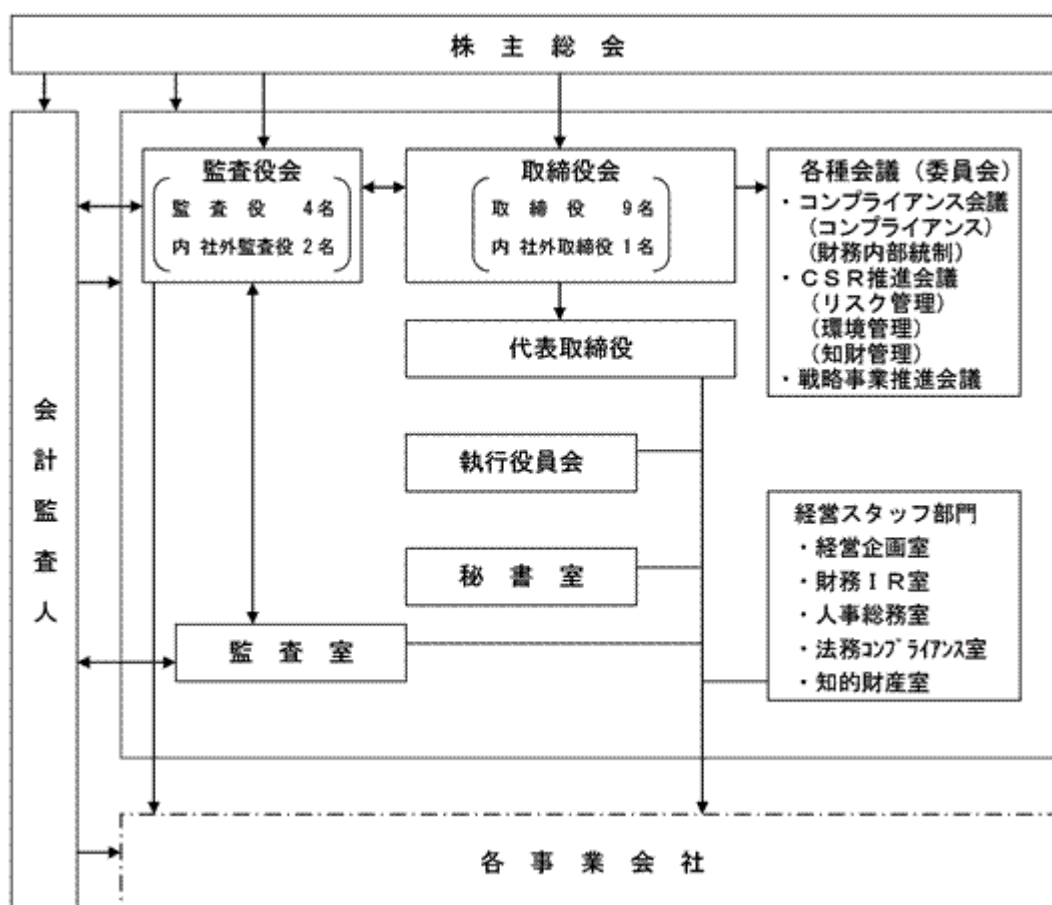 株主総会
監査役会
監査役 4名
内 社外監査役 2名
取締役会
取締役 9名
内 社外取締役 1名
各種会議（委員会）
・コンプライアンス会議
（コンプライアンス）
（財務内部統制）
・ＣＳＲ推進会議
（リスク管理）
（環境管理）
（知財管理）
・戦略事業推進会議
代表取締役
会計監査人
執行役員会
秘書室
監査室
経営スタッフ部門
・経営企画室
・財務ＩＲ室
・人事総務室
・法務ｺﾝﾌﾟﾗｲｱﾝｽ室
・知的財産室
各事業会社